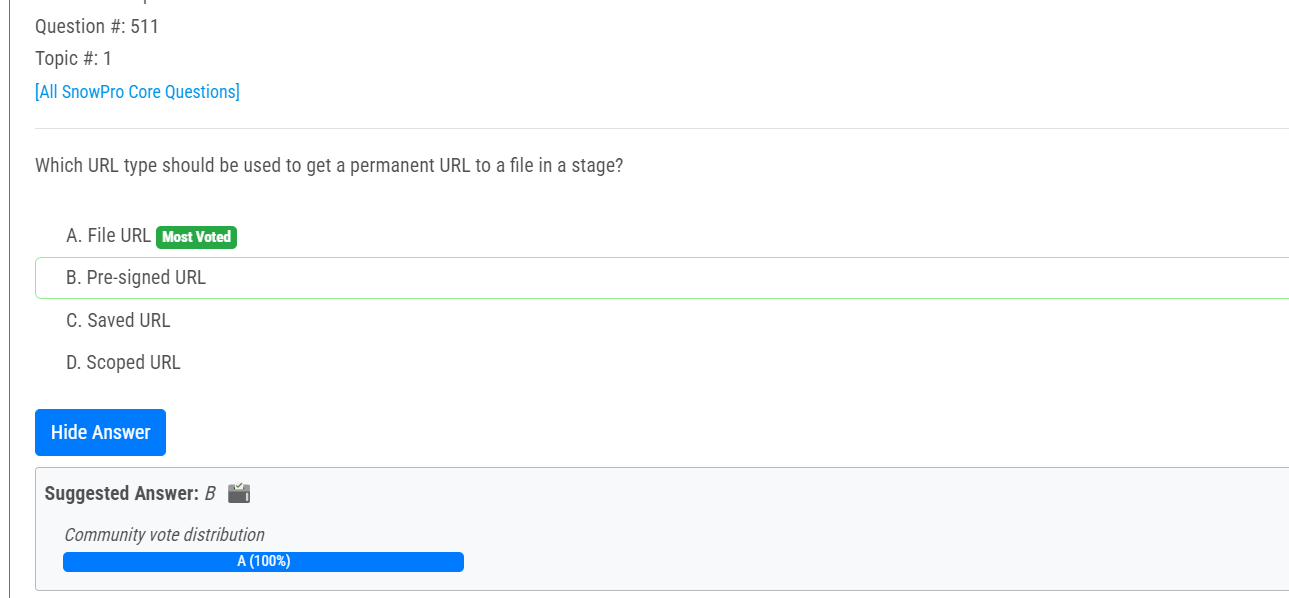 Question #: 511
Topic #: 1
[All SnowPro Core Questions]
Which URL type should be used to get a permanent URL to a file in a stage?
A. File URL Most Voted
B. Pre-signed URL
C. Saved URL
D. Scoped URL
Hide Answer
Suggested Answer: B
Community vote distribution
A (100%)